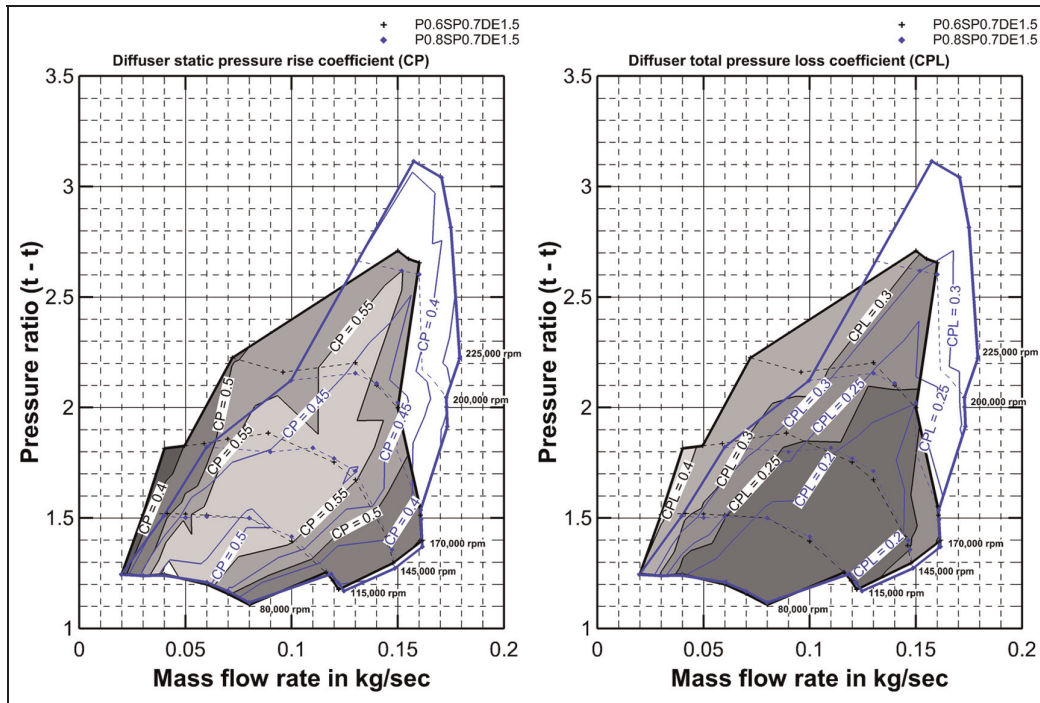 P0.6SP0.7DE1.5
P0.8SP0.7DE1.5
Diffuser static pressure rise coefficient (CP)
3.5
3
2.5
2
1.5
1
Pressure ratio (t - t)
CP = 0.55
CP = 0.4
CP = 0.5
CP = 0.45
CP = 0.55
CP = 0.45
CP = 0.4
CP = 0.55
CP = 0.5
CP = 0.4
CP = 0.5
225,000 rpm
200,000 rpm
170,000 rpm
145,000 rpm
115,000 rpm
80,000 rpm
0
0.05
0.1
0.15
0.2
Mass flow rate in kg/sec
P0.6SP0.7DE1.5
P0.8SP0.7DE1.5
Diffuser total pressure loss coefficient (CPL)
3.5
3
2.5
2
1.5
1
Pressure ratio (t - t)
CPL = 0.3
CPL = 0.3
CPL = 0.3
CPL = 0.25
CPL = 0.25
CPL = 0.3
CPL = 0.4
CPL = 0.25
CPL = 0.2
CPL = 0.2
225,000 rpm
200,000 rpm
170,000 rpm
145,000 rpm
115,000 rpm
80,000 rpm
0
0.05
0.1
0.15
0.2
Mass flow rate in kg/sec